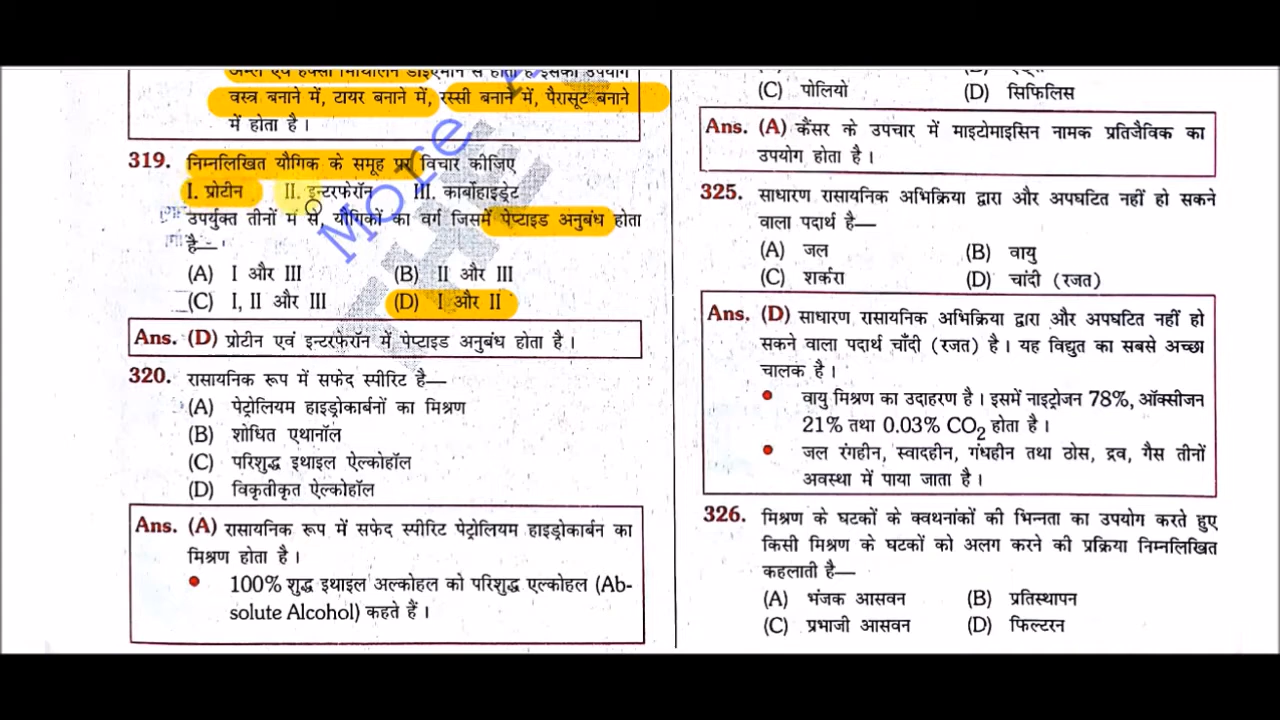 वस्त्र बनाने में, टायर बनाने में, रस्सी बनाने में, पैरासूट बनाने
में होता है ।
319. निम्नलिखित यौगिक के समूह पर विचार कीजिए
I. प्रोटीन II. इन्टरफेरॉन III. कार्बोहाइड्रेट
उपर्युक्त तीनों में से, यौगिकों का वर्ग जिसमें पेप्टाइड अनुबंध होता
है—
(A) I और III (B) II और III
(C) I, II और III (D) I और II
Ans. (D) प्रोटीन एवं इन्टरफेरॉन में पेप्टाइड अनुबंध होता है ।
320. रासायनिक रूप में सफेद स्पीरिट है—
(A) पेट्रोलियम हाइड्रोकार्बनों का मिश्रण
(B) शोधित एथानॉल
(C) परिशुद्ध इथाइल ऐल्कोहॉल
(D) विकृतीकृत ऐल्कोहॉल
Ans. (A) रासायनिक रूप में सफेद स्पीरिट पेट्रोलियम हाइड्रोकार्बन का
मिश्रण होता है ।
100% शुद्ध इथाइल अल्कोहल को परिशुद्ध एल्कोहल (Ab-
solute Alcohol) कहते हैं ।
More
(C) पोलियो (D) सिफिलिस
Ans. (A) कैंसर के उपचार में माइटोमाइसिन नामक प्रतिजैविक का
उपयोग होता है ।
325. साधारण रासायनिक अभिक्रिया द्वारा और अपघटित नहीं हो सकने
वाला पदार्थ है—
(A) जल (B) वायु
(C) शर्करा (D) चांदी (रजत)
Ans. (D) साधारण रासायनिक अभिक्रिया द्वारा और अपघटित नहीं हो
सकने वाला पदार्थ चाँदी (रजत) है । यह विद्युत का सबसे अच्छा
चालक है ।
वायु मिश्रण का उदाहरण है । इसमें नाइट्रोजन 78%, ऑक्सीजन
21% तथा 0.03% CO₂ होता है ।
जल रंगहीन, स्वादहीन, गंधहीन तथा ठोस, द्रव, गैस तीनों
अवस्था में पाया जाता है ।
326. मिश्रण के घटकों के क्वथनांकों की भिन्नता का उपयोग करते हुए
किसी मिश्रण के घटकों को अलग करने की प्रक्रिया निम्नलिखित
कहलाती है—
(A) भंजक आसवन (B) प्रतिस्थापन
(C) प्रभाजी आसवन (D) फिल्टरन